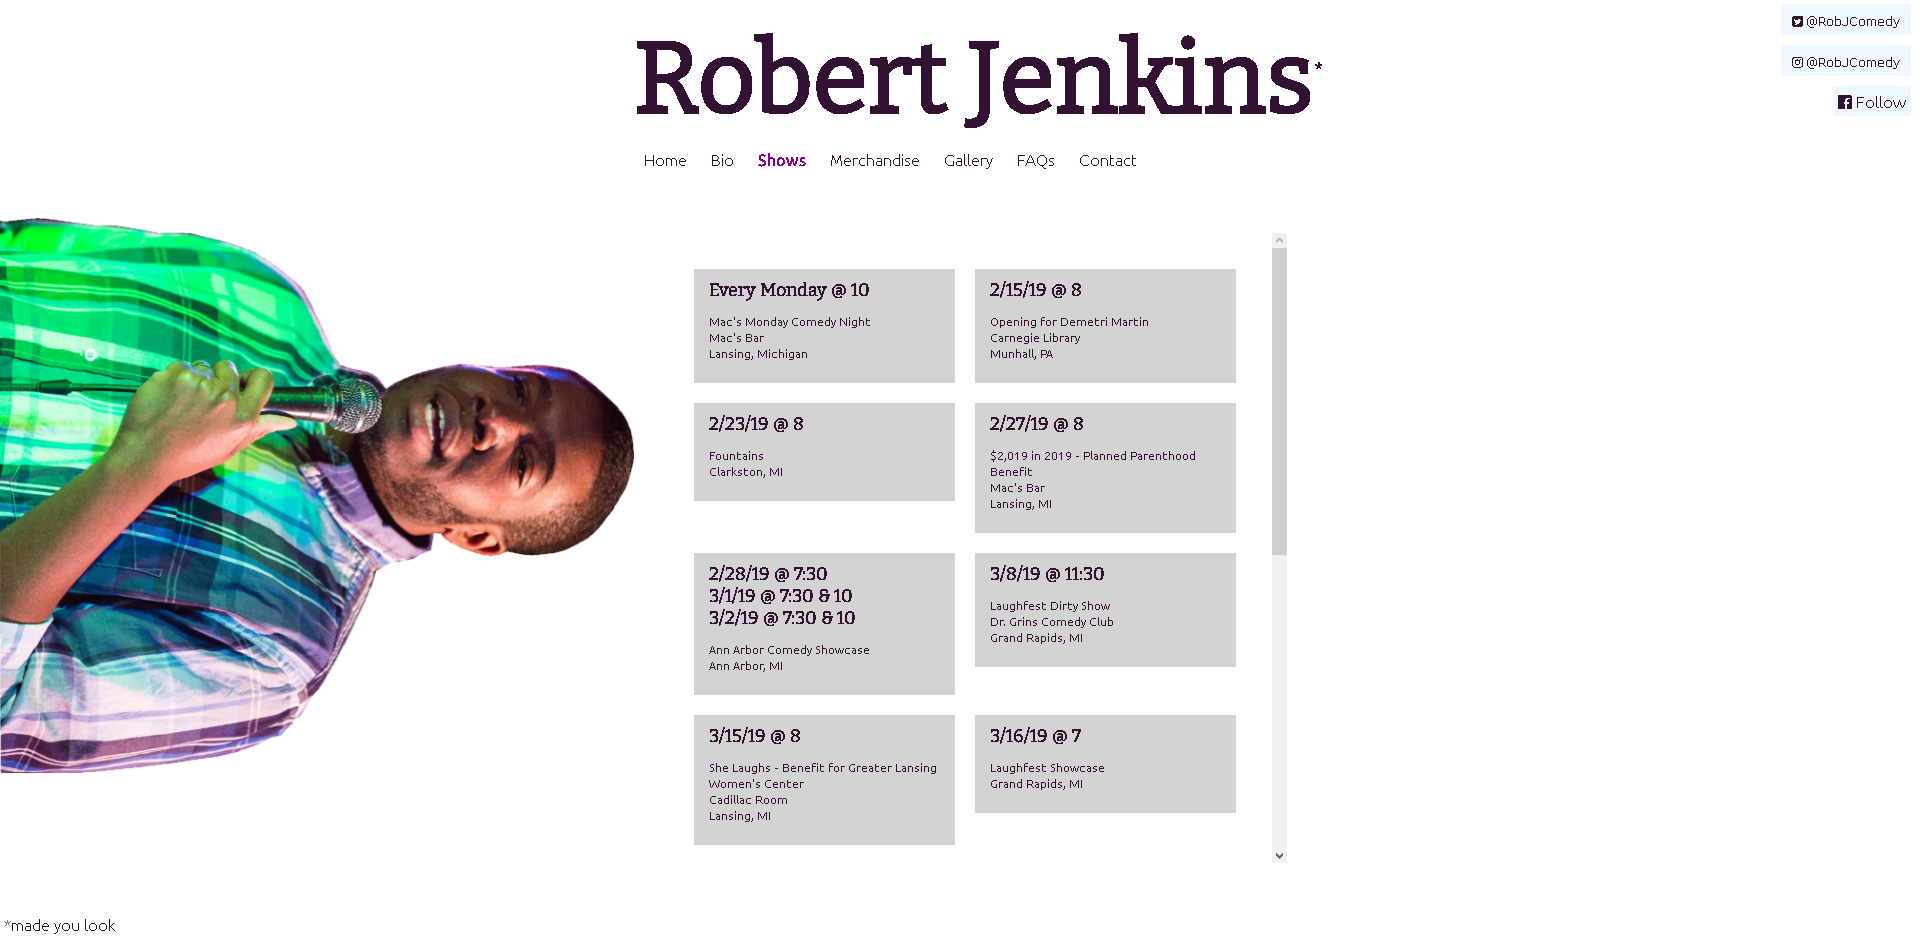 Robert Jenkins*
@RobJComedy
@RobJComedy
Follow
Home Bio Shows Merchandise Gallery FAQs Contact
Every Monday @ 10
Mac's Monday Comedy Night
Mac's Bar
Lansing, Michigan
2/15/19 @ 8
Opening for Demetri Martin
Carnegie Library
Munhall, PA
2/23/19 @ 8
Fountains
Clarkston, MI
2/27/19 @ 8
$2,019 in 2019 - Planned Parenthood
Benefit
Mac's Bar
Lansing, MI
2/28/19 @ 7:30
3/1/19 @ 7:30 & 10
3/2/19 @ 7:30 & 10
Ann Arbor Comedy Showcase
Ann Arbor, MI
3/8/19 @ 11:30
Laughfest Dirty Show
Dr. Grins Comedy Club
Grand Rapids, MI
3/15/19 @ 8
She Laughs - Benefit for Greater Lansing
Women's Center
Cadillac Room
Lansing, MI
3/16/19 @ 7
Laughfest Showcase
Grand Rapids, MI
*made you look